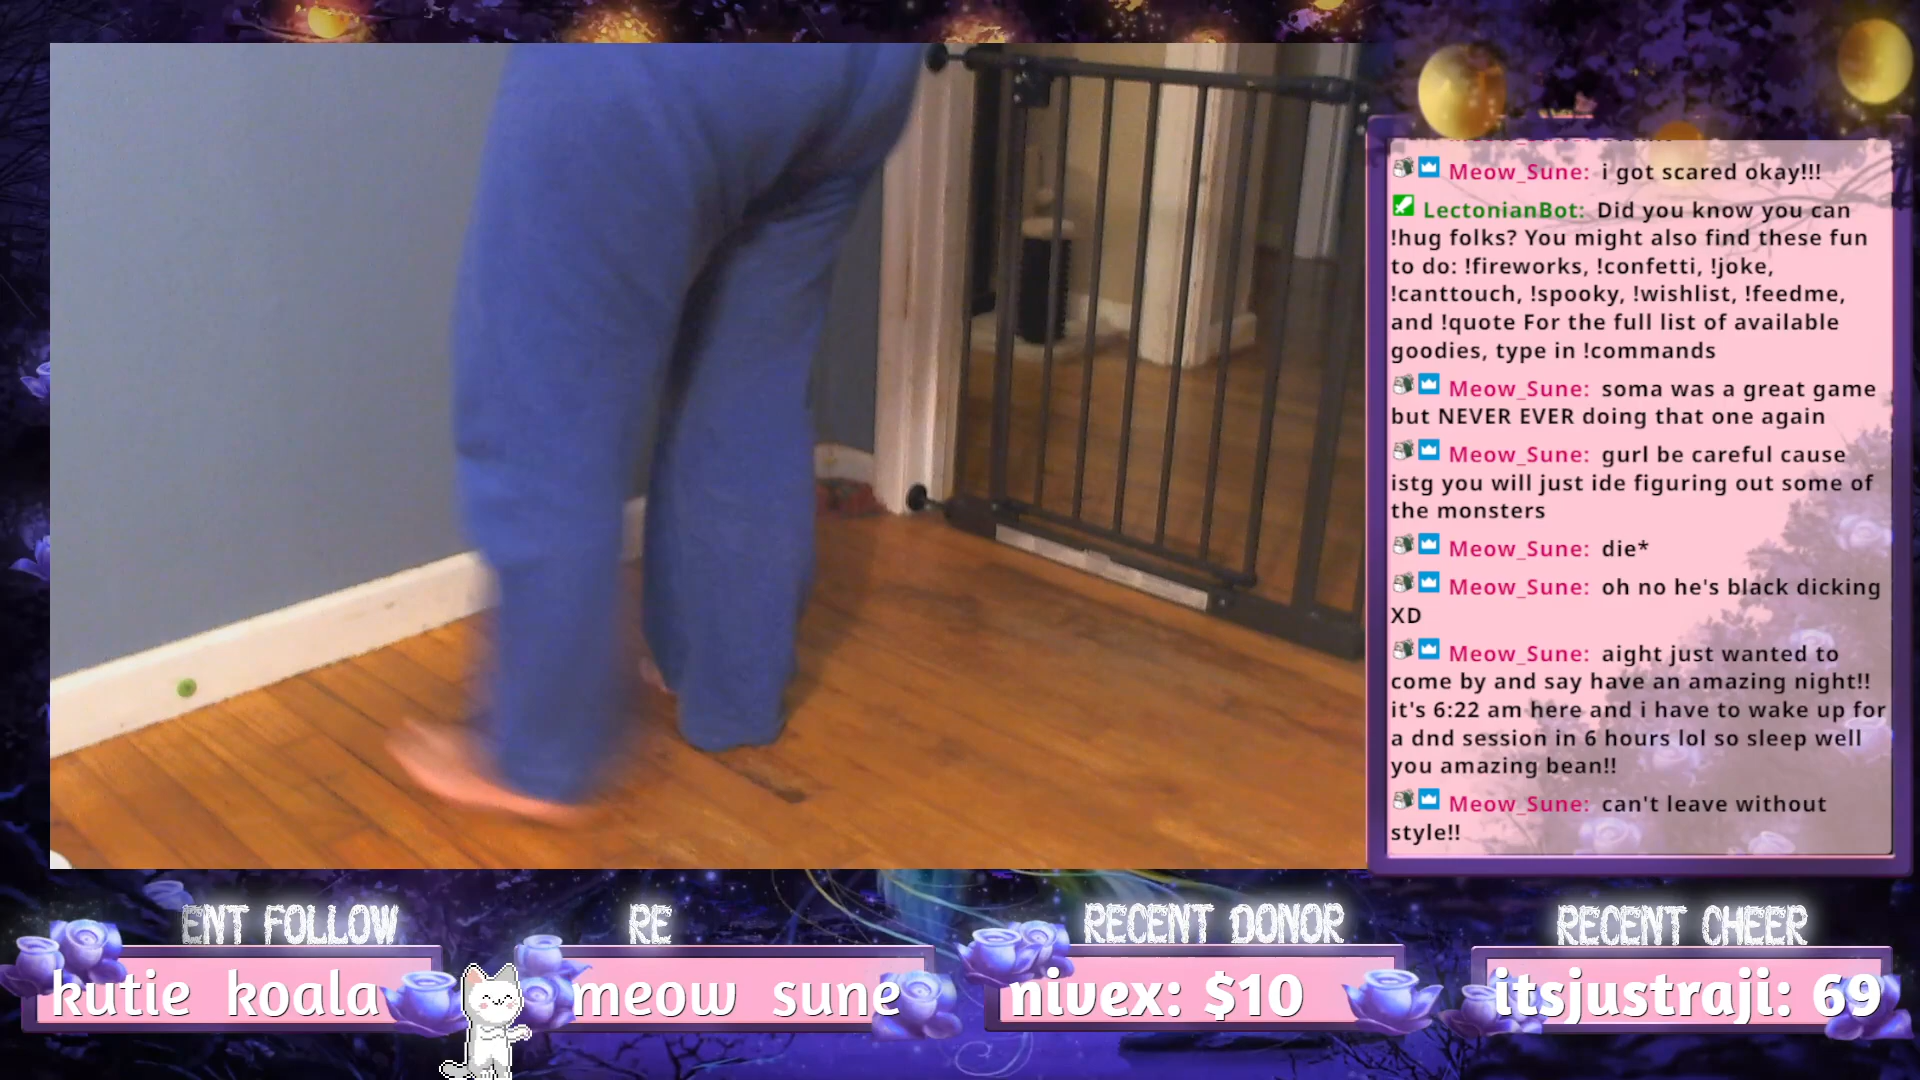 Meow_Sune: i got scared okay!!!
LectonianBot: Did you know you can
!hug folks? You might also find these fun
to do: !fireworks, !confetti, !joke,
!canttouch, !spooky, !wishlist, !feedme,
and !quote For the full list of available
goodies, type in !commands
Meow_Sune: soma was a great game
but NEVER EVER doing that one again
Meow_Sune: gurl be careful cause
istg you will just ide figuring out some of
the monsters
Meow_Sune: die*
Meow_Sune: oh no he's black dicking
XD
Meow_Sune: aight just wanted to
come by and say have an amazing night!!
it's 6:22 am here and i have to wake up for
a dnd session in 6 hours lol so sleep well
you amazing bean!!
Meow_Sune: can't leave without
style!!
ENT FOLLOW
RE
RECENT DONOR
RECENT CHEER
kutie koala
meow sune
nivex: $10
itsjustraji: 69